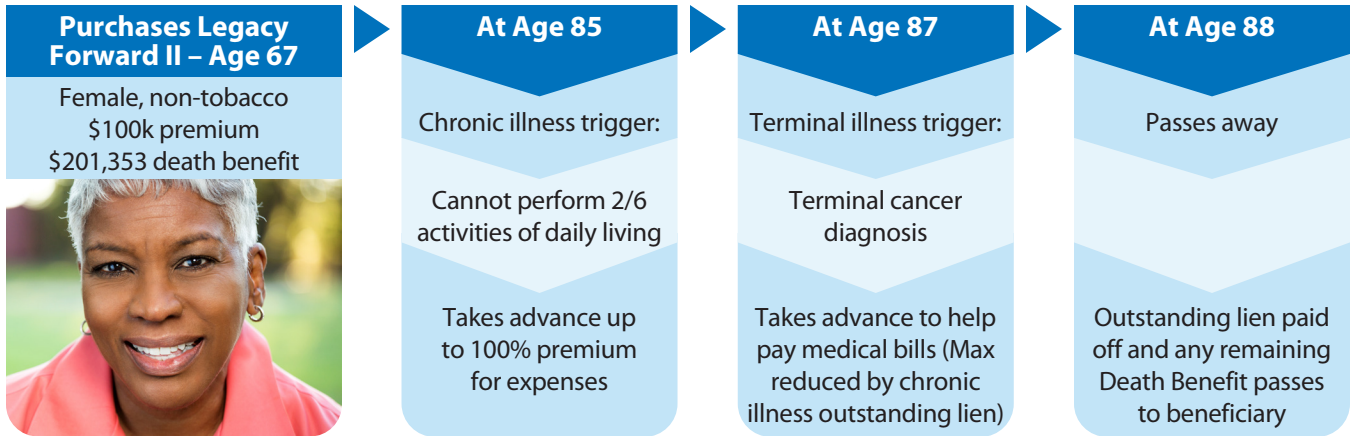 Purchases Legacy
Forward II – Age 67
Female, non-tobacco
$100k premium
$201,353 death benefit
At Age 85
Chronic illness trigger:
Cannot perform 2/6
activities of daily living
Takes advance up
to 100% premium
for expenses
At Age 87
Terminal illness trigger:
Terminal cancer
diagnosis
Takes advance to help
pay medical bills (Max
reduced by chronic
illness outstanding lien)
At Age 88
Passes away
Outstanding lien paid
off and any remaining
Death Benefit passes
to beneficiary